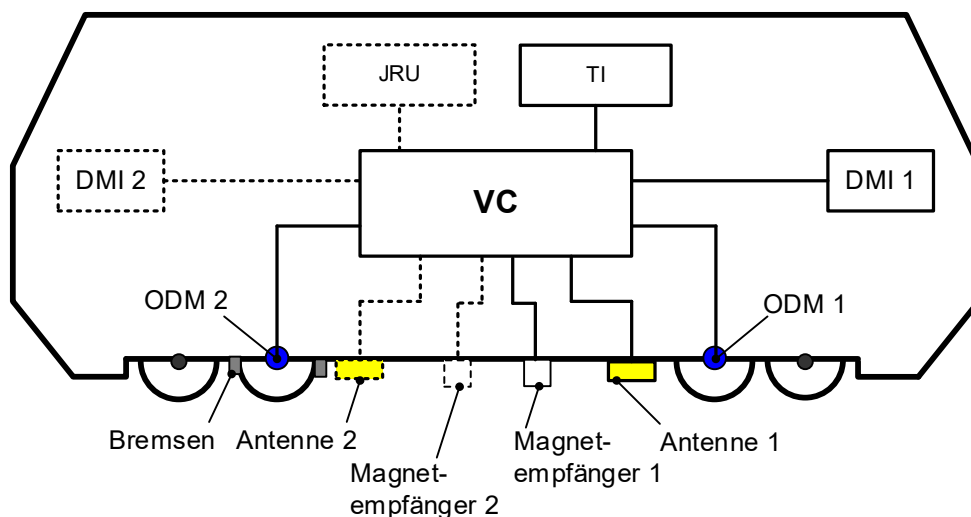 JRU
TI
DMI 2
VC
DMI 1
ODM 2
ODM 1
Bremsen
Antenne 2
Magnet-
empfänger 2
Magnet-
empfänger 1
Antenne 1